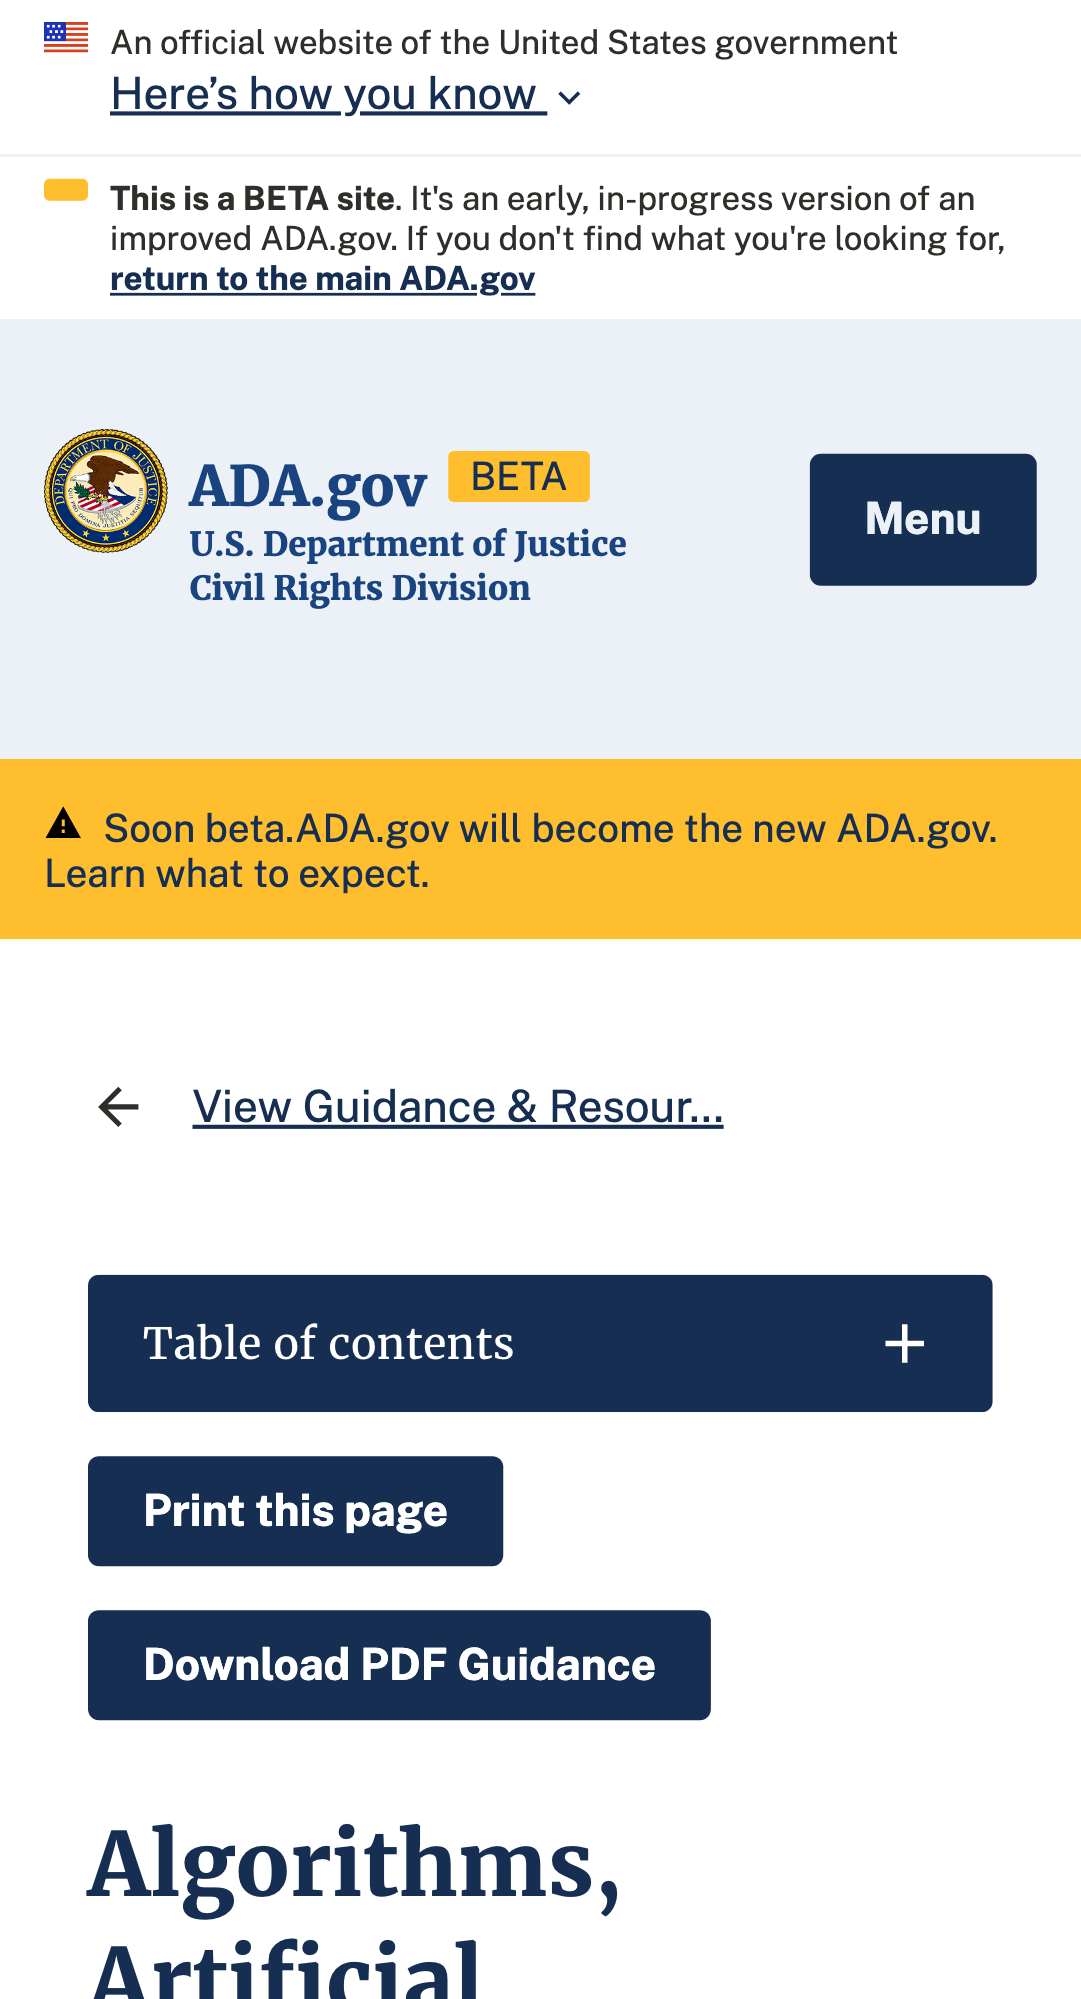 An official website of the United States government
Here’s how you know
This is a BETA site. It's an early, in-progress version of an
improved ADA.gov. If you don't find what you're looking for,
return to the main ADA.gov
ADA.gov BETA
U.S. Department of Justice
Civil Rights Division
Menu
Soon beta.ADA.gov will become the new ADA.gov.
Learn what to expect.
View Guidance & Resour...
Table of contents
Print this page
Download PDF Guidance
Algorithms,
Artificial